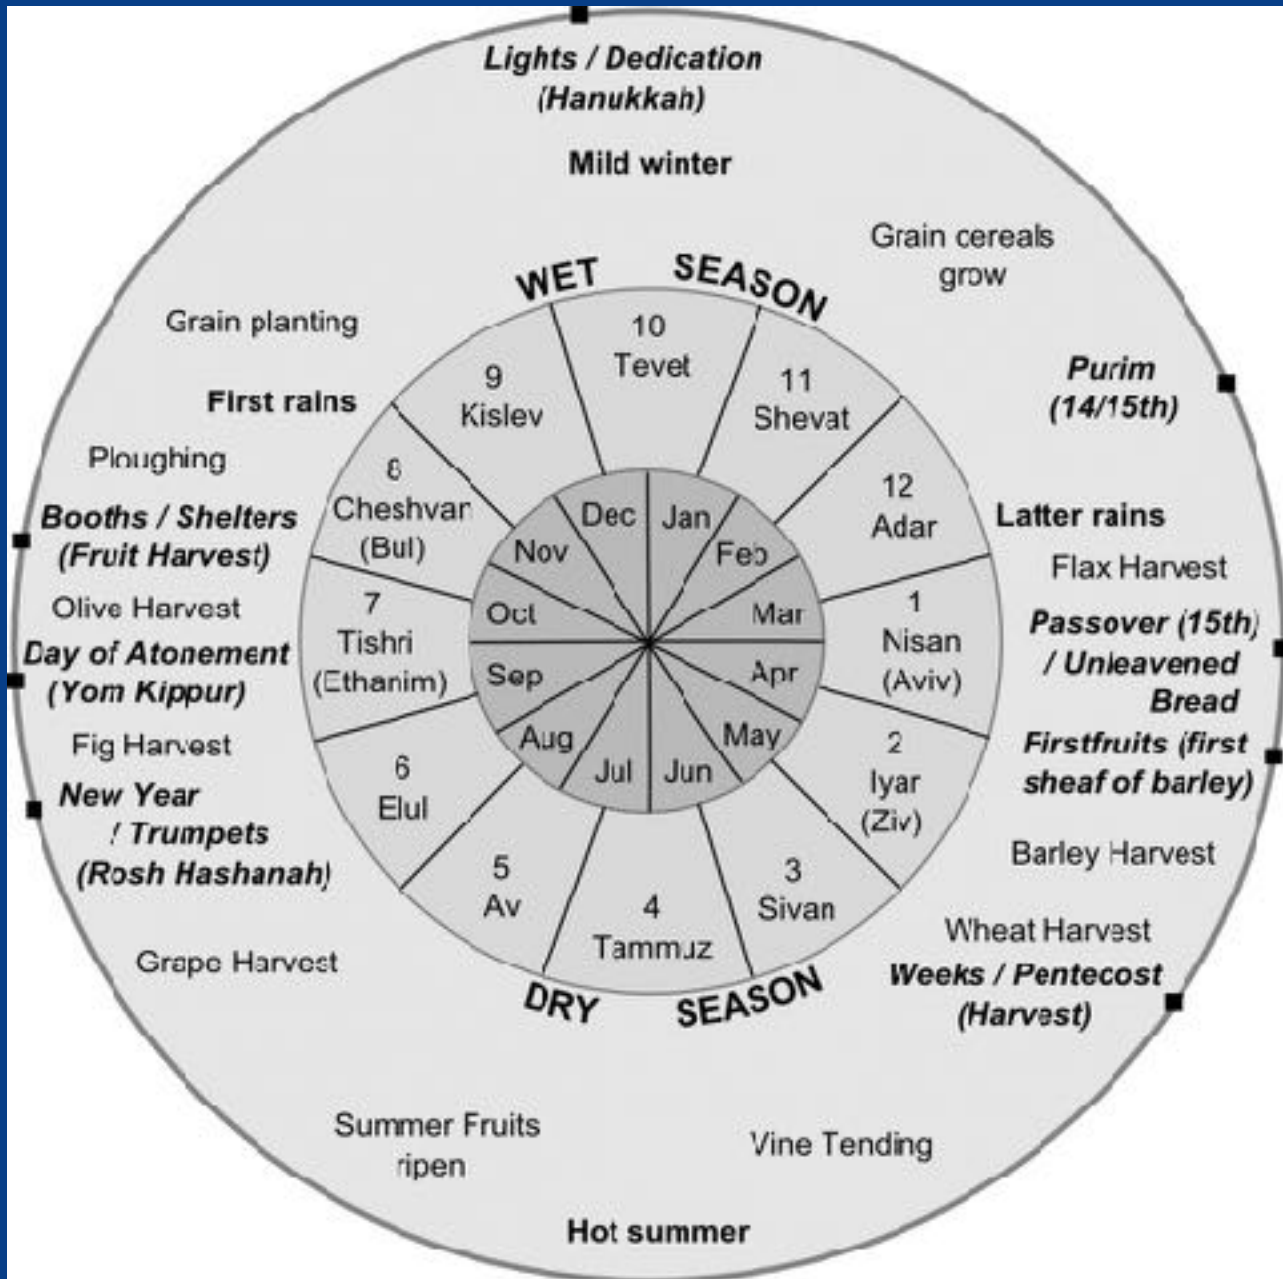 Lights / Dedication
(Hanukkah)
Mild winter
Grain cereals
grow
Purim
(14/15th)
Latter rains
Flax Harvest
Passover (15th)
/ Unleavened
Bread
Firstfruits (first
sheaf of barley)
Barley Harvest
Wheat Harvest
Weeks / Pentecost
(Harvest)
Vine Tending
Hot summer
Summer Fruits
ripen
Grape Harvest
New Year
/ Trumpets
(Rosh Hashanah)
Fig Harvest
Day of Atonement
(Yom Kippur)
Olive Harvest
Booths / Shelters
(Fruit Harvest)
Ploughing
First rains
Grain planting
WET SEASON
DRY SEASON
1
Nisan
(Aviv)
2
Iyar
(Ziv)
3
Sivan
4
Tammuz
5
Av
6
Elul
7
Tishri
(Ethanim)
8
Cheshvan
(Bul)
9
Kislev
10
Tevet
11
Shevat
12
Adar
Jan
Feb
Mar
Apr
May
Jun
Jul
Aug
Sep
Oct
Nov
Dec